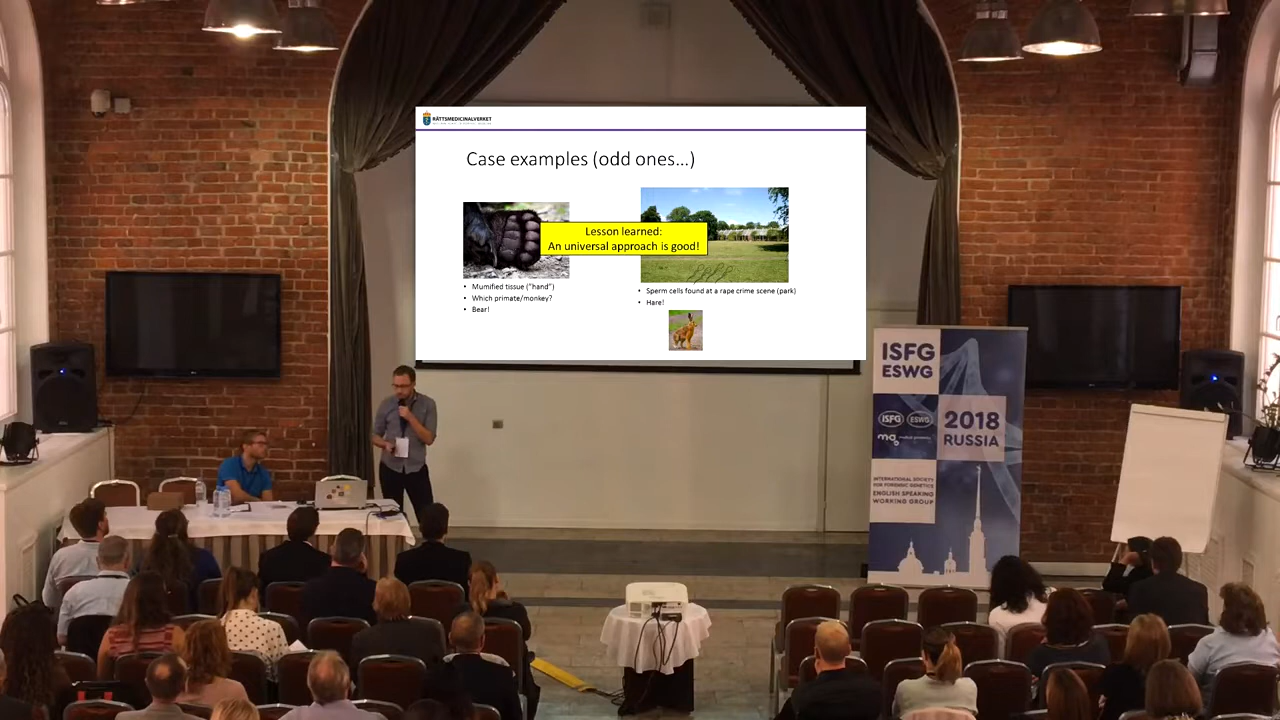 RÄTTSMEDICINALVERKET
Case examples (odd ones...)
Lesson learned:
An universal approach is good!
• Mumified tissue ("hand")
• Which primate/monkey?
• Bear!
• Sperm cells found at a rape crime scene (park)
• Hare!
ISFG
ESWG
ISFG ESWG
2018
RUSSIA
INTERNATIONAL SOCIETY
FOR FORENSIC GENETICS
ENGLISH SPEAKING
WORKING GROUP